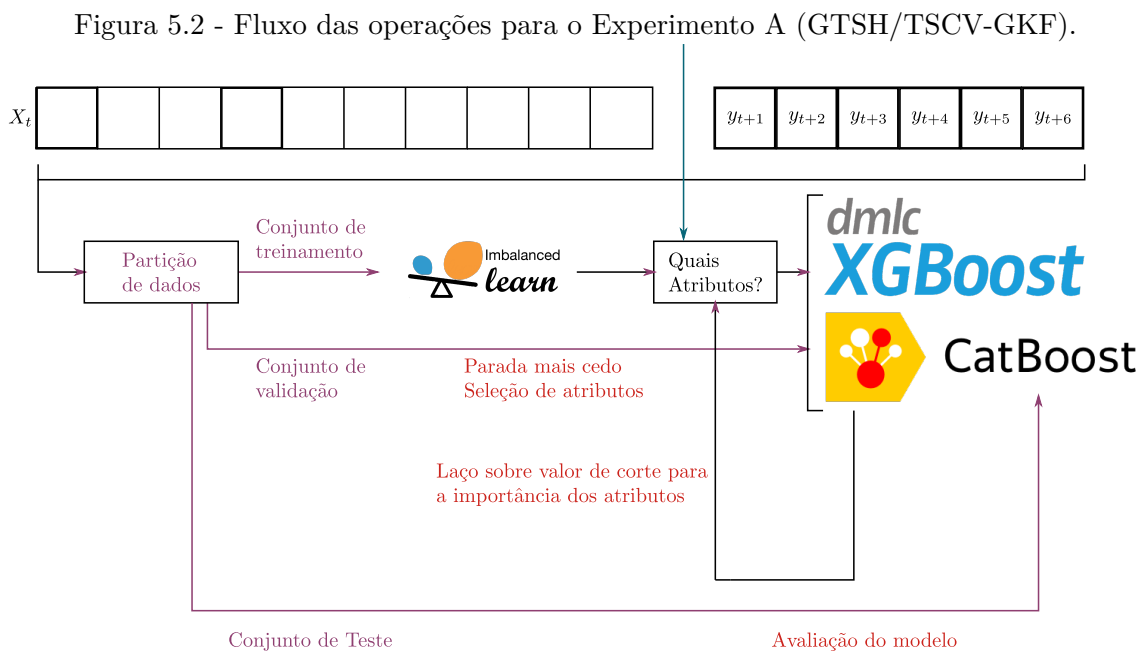 Figura 5.2 - Fluxo das operações para o Experimento A (GTSH/TSCV-GKF).
X_t
y_{t+1} y_{t+2} y_{t+3} y_{t+4} y_{t+5} y_{t+6}
Partição
de dados
Conjunto de
treinamento
Imbalanced
learn
Quais
Atributos?
dmlc
XGBoost
CatBoost
Conjunto de
validação
Parada mais cedo
Seleção de atributos
Laço sobre valor de corte para
a importância dos atributos
Conjunto de Teste
Avaliação do modelo